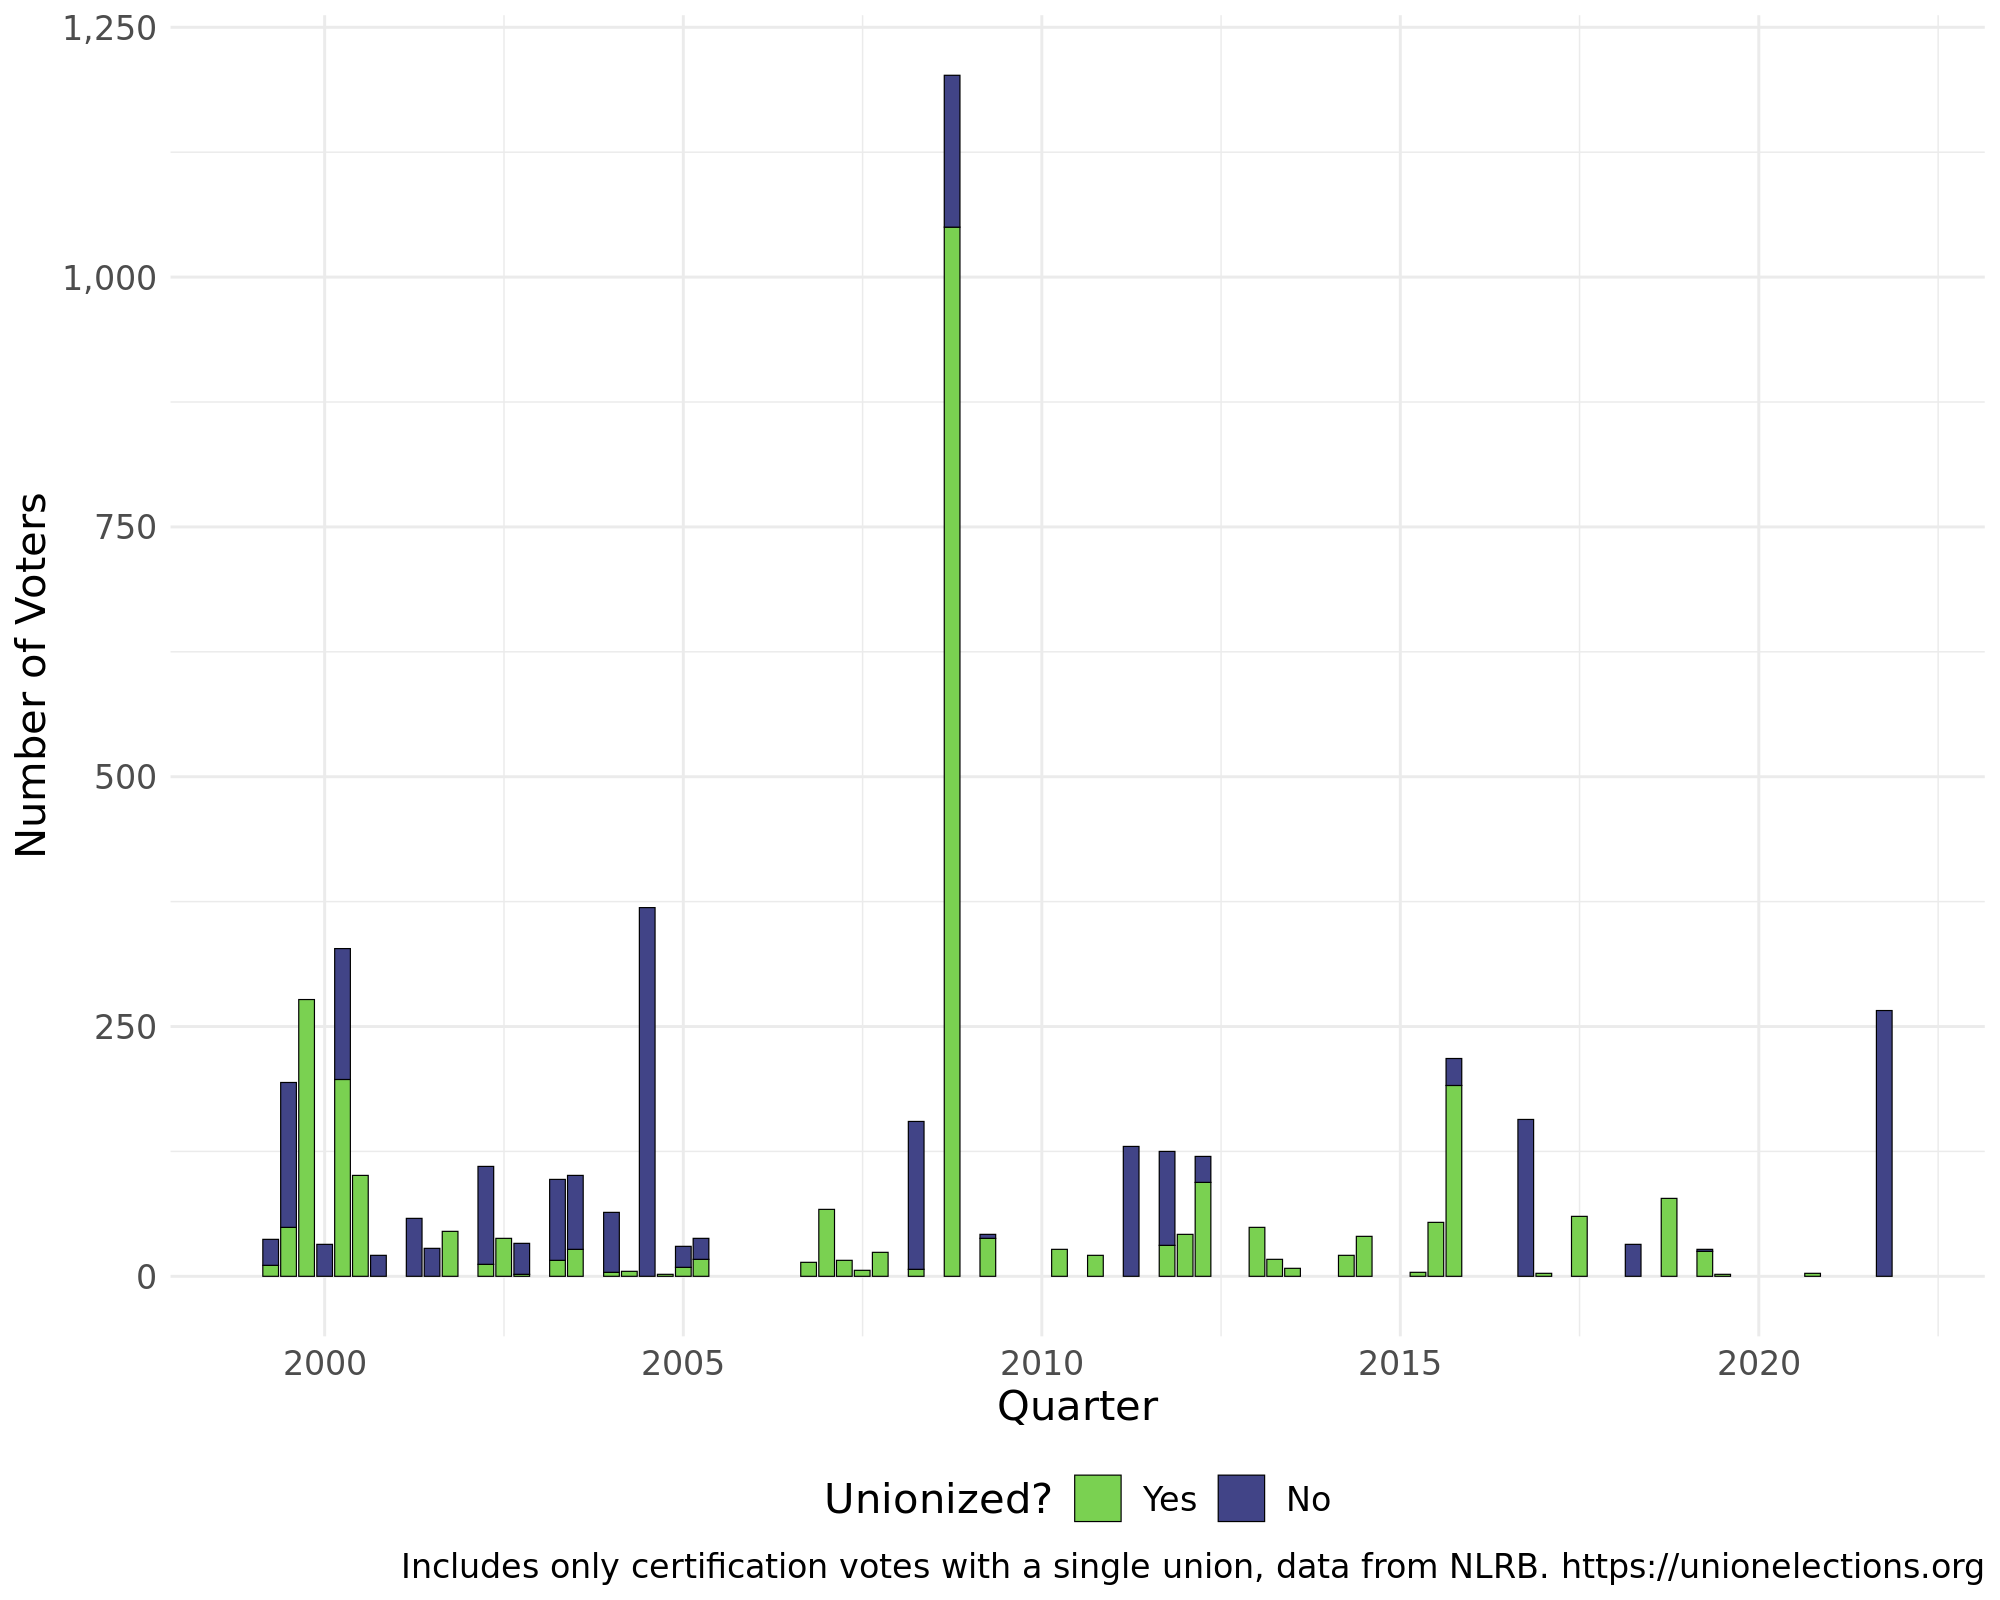 1,250
1,000
750
500
250
0
Number of Voters
2000 2005 2010 2015 2020
Quarter
Unionized? Yes No
Includes only certification votes with a single union, data from NLRB. https://unionelections.org